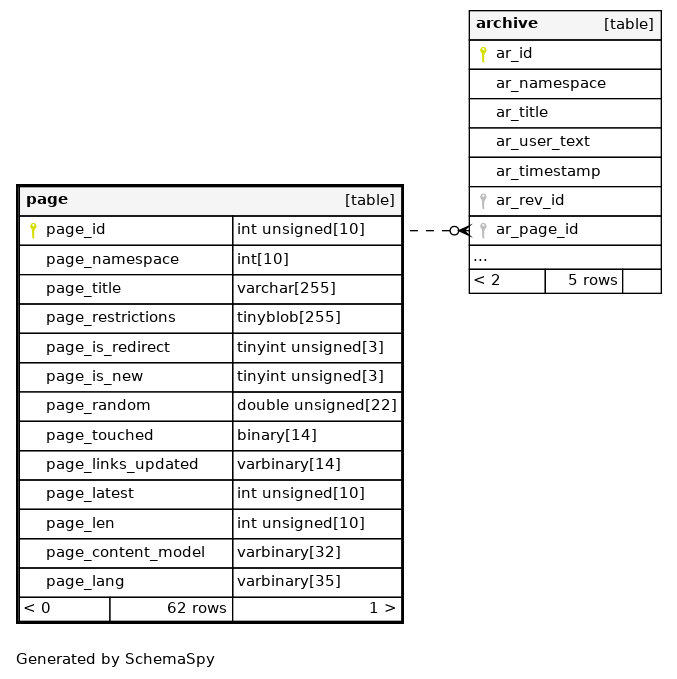 archive [table]
ar_id
ar_namespace
ar_title
ar_user_text
ar_timestamp
ar_rev_id
ar_page_id
...
< 2 5 rows
page [table]
page_id int unsigned[10]
page_namespace int[10]
page_title varchar[255]
page_restrictions tinyblob[255]
page_is_redirect tinyint unsigned[3]
page_is_new tinyint unsigned[3]
page_random double unsigned[22]
page_touched binary[14]
page_links_updated varbinary[14]
page_latest int unsigned[10]
page_len int unsigned[10]
page_content_model varbinary[32]
page_lang varbinary[35]
< 0 62 rows 1 >
Generated by SchemaSpy